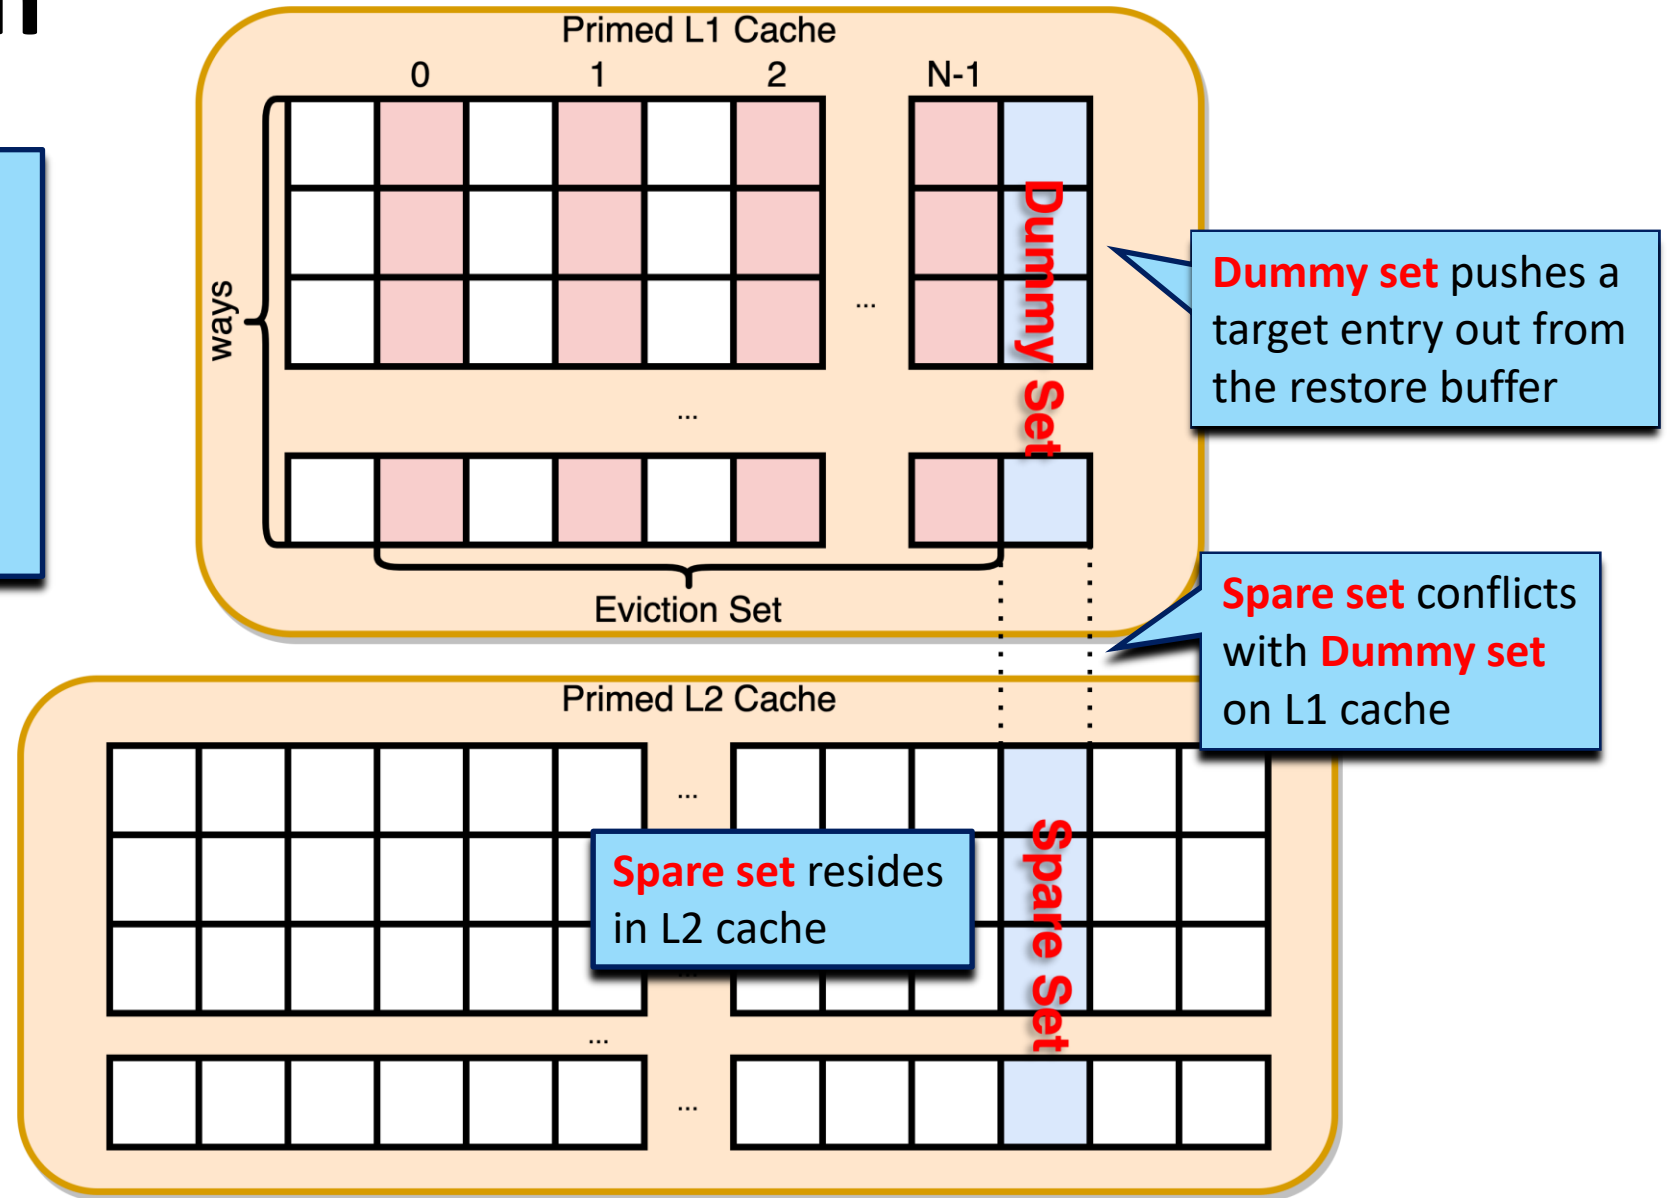 Primed L1 Cache
0 1 2 N-1
ways
...
...
Dummy Set
Eviction Set
Dummy set pushes a
target entry out from
the restore buffer
Spare set conflicts
with Dummy set
on L1 cache
Primed L2 Cache
...
Spare set resides
in L2 cache
Spare Set
...
...